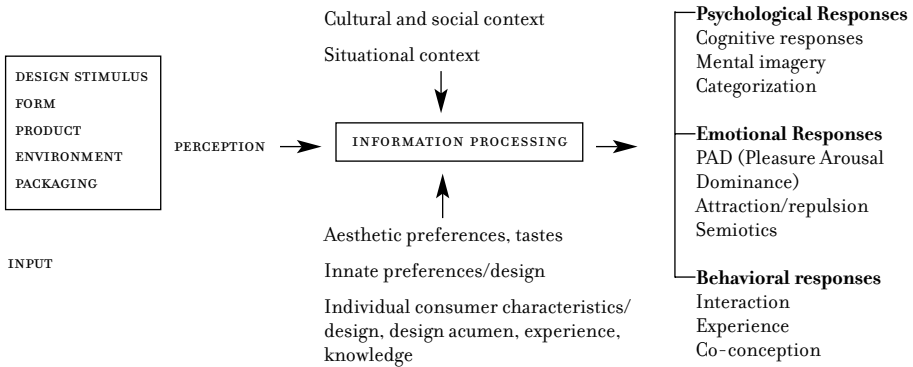 DESIGN STIMULUS
FORM
PRODUCT
ENVIRONMENT
PACKAGING
INPUT
PERCEPTION
Cultural and social context
Situational context
INFORMATION PROCESSING
Aesthetic preferences, tastes
Innate preferences/design
Individual consumer characteristics/
design, design acumen, experience,
knowledge
Psychological Responses
Cognitive responses
Mental imagery
Categorization
Emotional Responses
PAD (Pleasure Arousal
Dominance)
Attraction/repulsion
Semiotics
Behavioral responses
Interaction
Experience
Co-conception